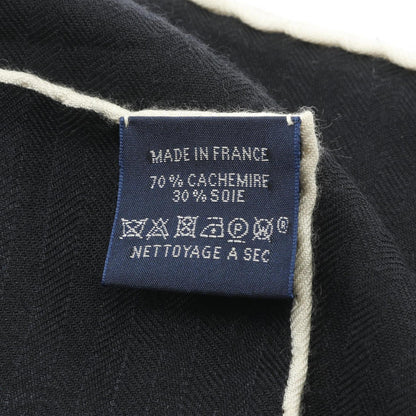 MADE IN FRANCE
70% CACHEMIRE
30% SOIE
P W ®
NETTOYAGE A SEC